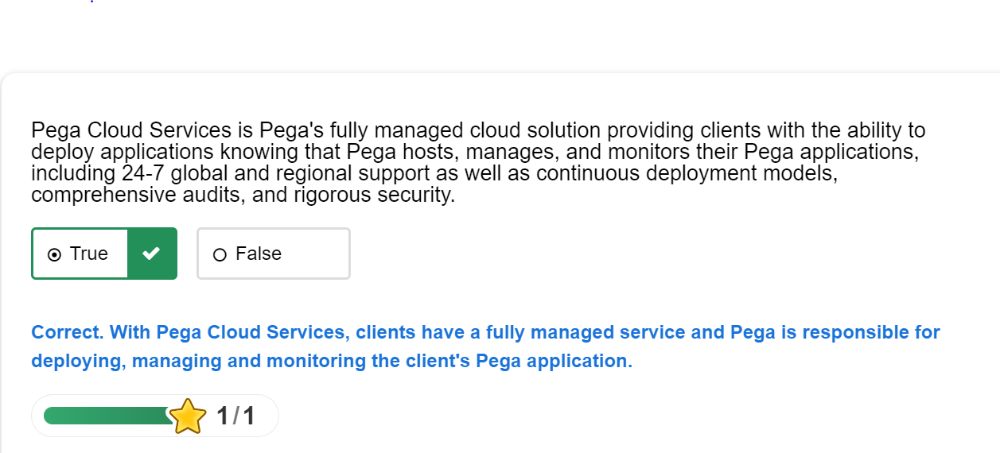 Pega Cloud Services is Pega's fully managed cloud solution providing clients with the ability to
deploy applications knowing that Pega hosts, manages, and monitors their Pega applications,
including 24-7 global and regional support as well as continuous deployment models,
comprehensive audits, and rigorous security.
True
False
Correct. With Pega Cloud Services, clients have a fully managed service and Pega is responsible for
deploying, managing and monitoring the client's Pega application.
1/1